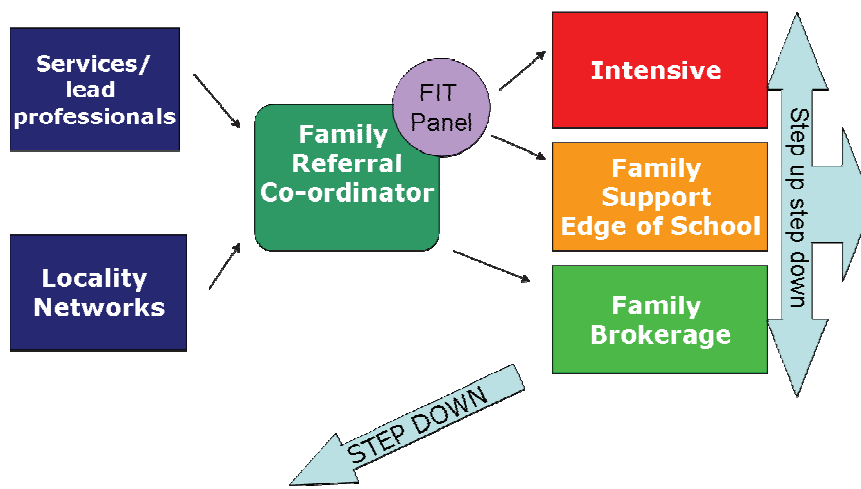 Services/
lead
professionals
Locality
Networks
Family
Referral
Co-ordinator
FIT
Panel
Intensive
Family
Support
Edge of School
Family
Brokerage
Step up step down
STEP DOWN